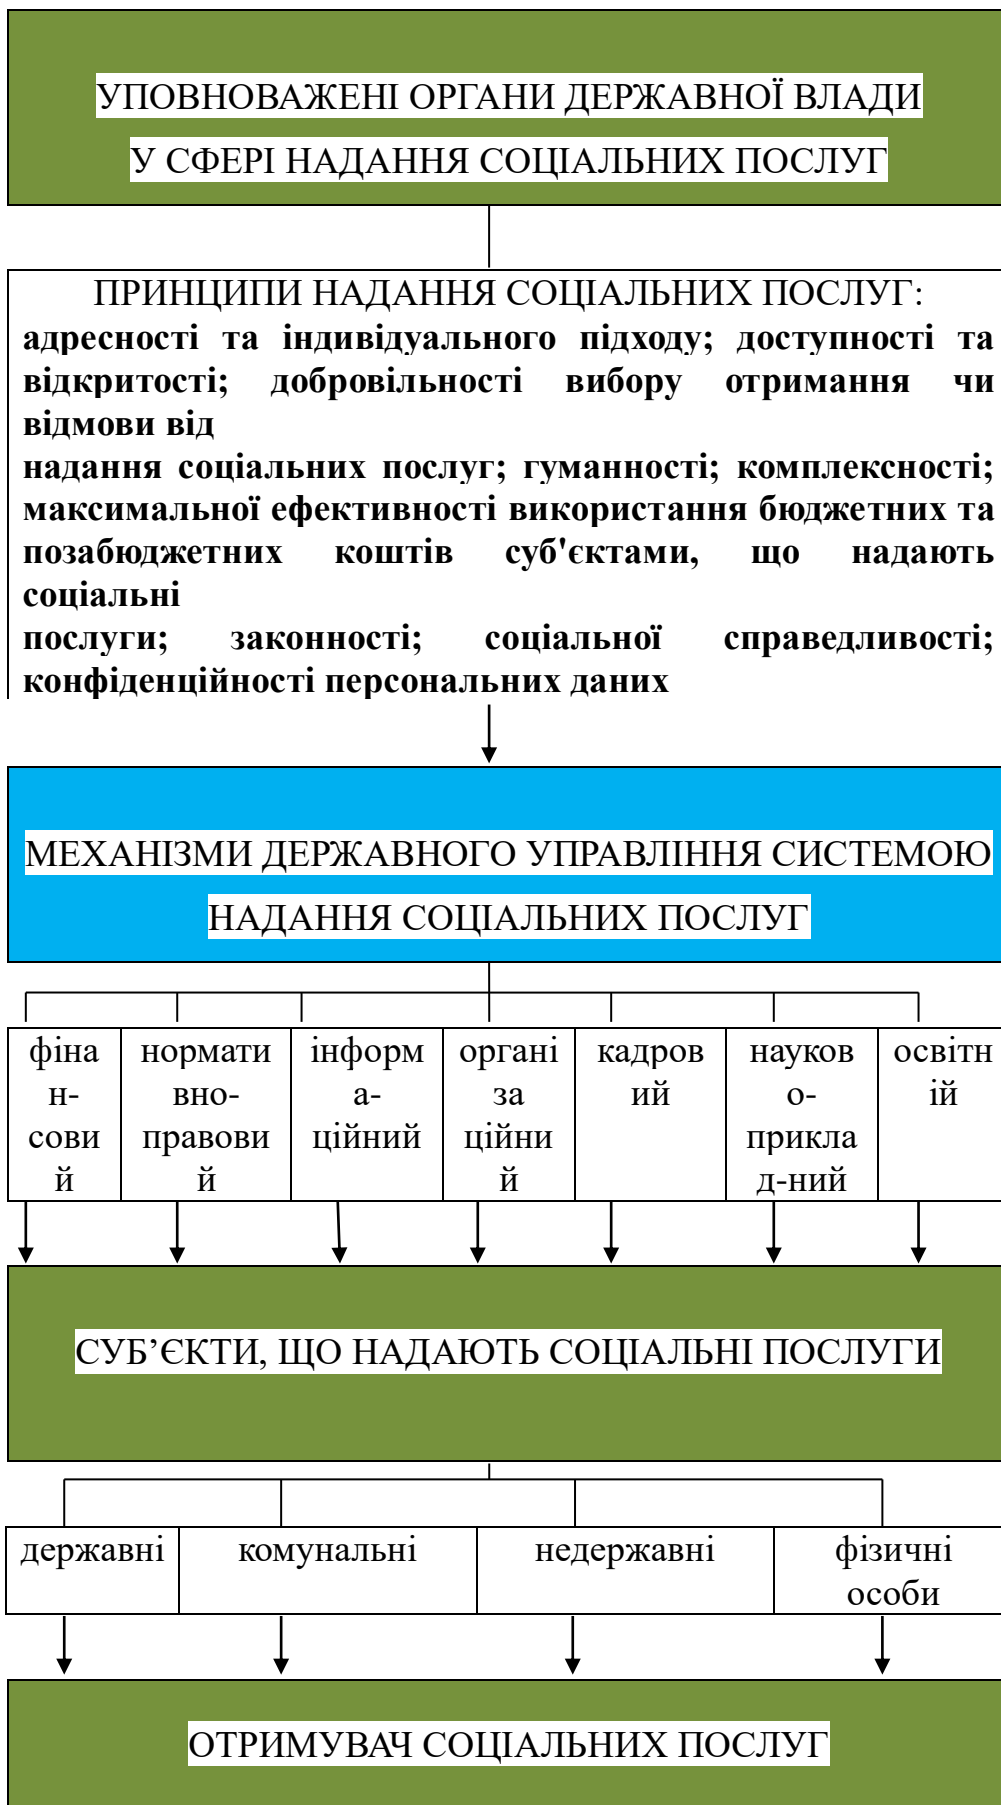 УПОВНОВАЖЕНІ ОРГАНИ ДЕРЖАВНОЇ ВЛАДИ
У СФЕРІ НАДАННЯ СОЦІАЛЬНИХ ПОСЛУГ
ПРИНЦИПИ НАДАННЯ СОЦІАЛЬНИХ ПОСЛУГ:
адресності та індивідуального підходу; доступності та
відкритості; добровільності вибору отримання чи
відмови від
надання соціальних послуг; гуманності; комплексності;
максимальної ефективності використання бюджетних та
позабюджетних коштів суб'єктами, що надають
соціальні
послуги; законності; соціальної справедливості;
конфіденційності персональних даних
МЕХАНІЗМИ ДЕРЖАВНОГО УПРАВЛІННЯ СИСТЕМОЮ
НАДАННЯ СОЦІАЛЬНИХ ПОСЛУГ
фіна
н-
сови
й
нормати
вно-
правови
й
інформ
а-
ційний
органі
за
ційни
й
кадров
ий
науков
о-
прикла
д-ний
освітн
ій
СУБ’ЄКТИ, ЩО НАДАЮТЬ СОЦІАЛЬНІ ПОСЛУГИ
державні
комунальні
недержавні
фізичні
особи
ОТРИМУВАЧ СОЦІАЛЬНИХ ПОСЛУГ